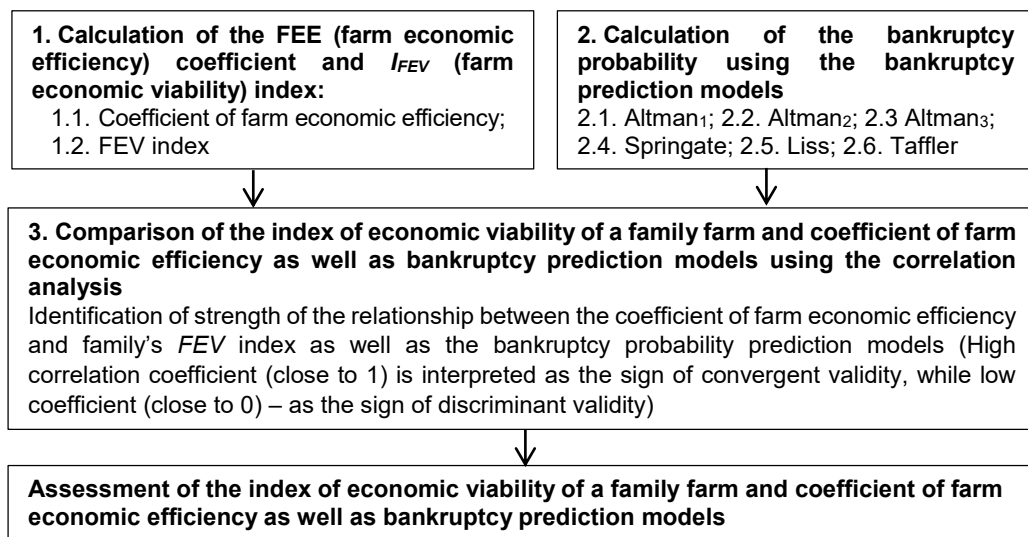 1. Calculation of the FEE (farm economic
efficiency) coefficient and I_FEV (farm
economic viability) index:
1.1. Coefficient of farm economic efficiency;
1.2. FEV index
2. Calculation of the bankruptcy
probability using the bankruptcy
prediction models
2.1. Altman₁; 2.2. Altman₂; 2.3 Altman₃;
2.4. Springate; 2.5. Liss; 2.6. Taffler
3. Comparison of the index of economic viability of a family farm and coefficient of farm
economic efficiency as well as bankruptcy prediction models using the correlation
analysis
Identification of strength of the relationship between the coefficient of farm economic efficiency
and family’s FEV index as well as the bankruptcy probability prediction models (High
correlation coefficient (close to 1) is interpreted as the sign of convergent validity, while low
coefficient (close to 0) – as the sign of discriminant validity)
Assessment of the index of economic viability of a family farm and coefficient of farm
economic efficiency as well as bankruptcy prediction models